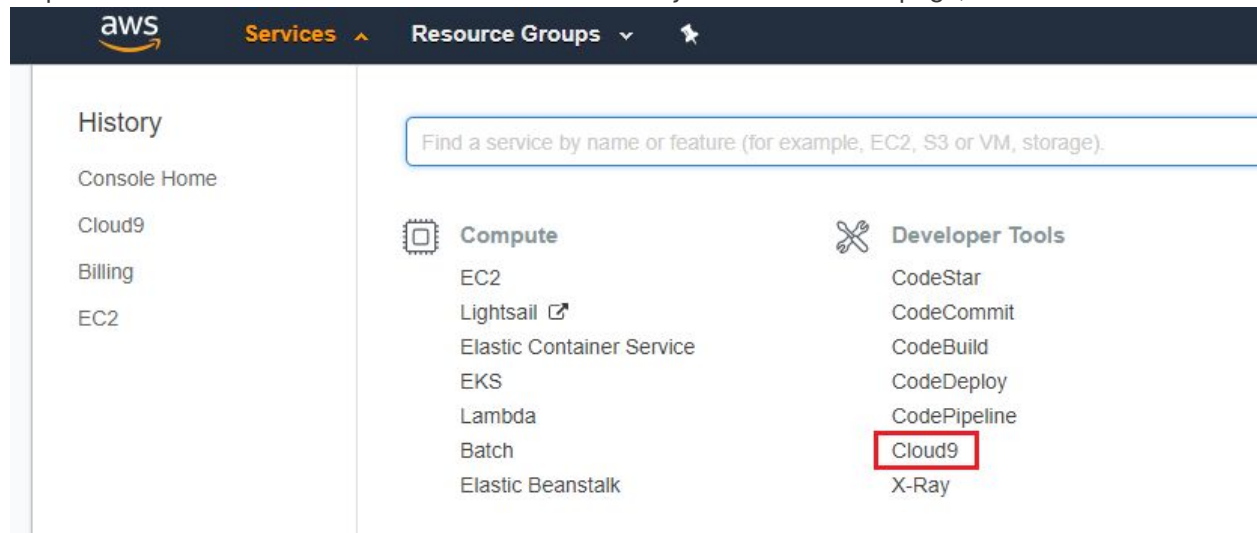 aws Services Resource Groups
History
Console Home
Cloud9
Billing
EC2
Find a service by name or feature (for example, EC2, S3 or VM, storage).
Compute
EC2
Lightsail
Elastic Container Service
EKS
Lambda
Batch
Elastic Beanstalk
Developer Tools
CodeStar
CodeCommit
CodeBuild
CodeDeploy
CodePipeline
Cloud9
X-Ray